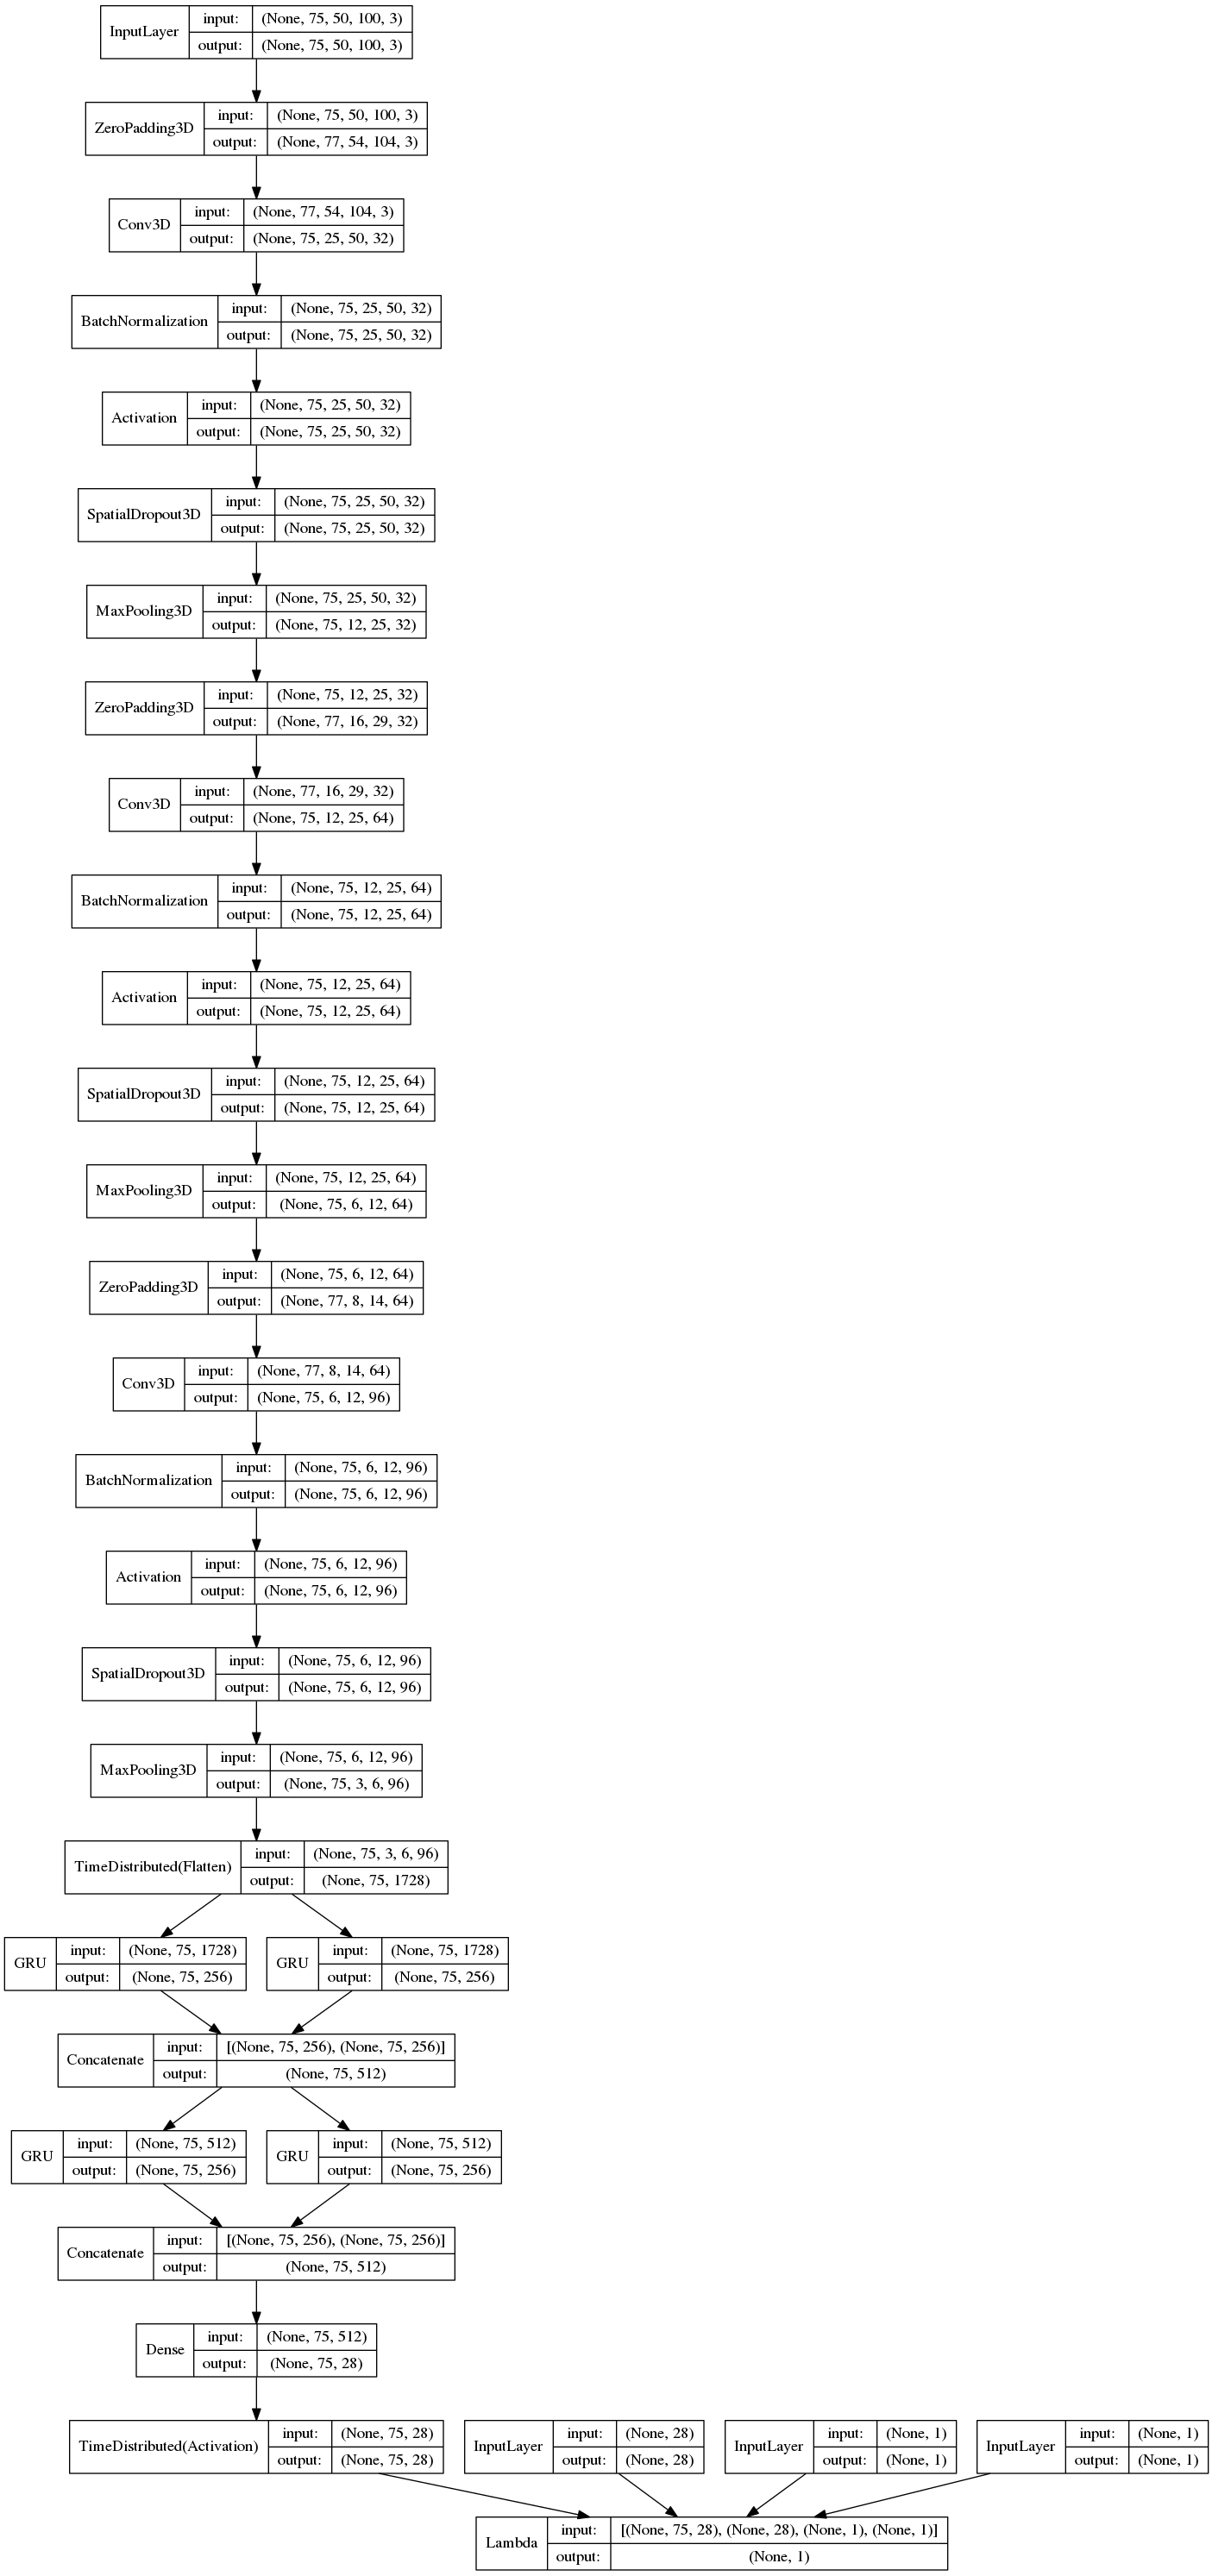 InputLayer input: (None, 75, 50, 100, 3)
output: (None, 75, 50, 100, 3)
ZeroPadding3D input: (None, 75, 50, 100, 3)
output: (None, 77, 54, 104, 3)
Conv3D input: (None, 77, 54, 104, 3)
output: (None, 75, 25, 50, 32)
BatchNormalization input: (None, 75, 25, 50, 32)
output: (None, 75, 25, 50, 32)
Activation input: (None, 75, 25, 50, 32)
output: (None, 75, 25, 50, 32)
SpatialDropout3D input: (None, 75, 25, 50, 32)
output: (None, 75, 25, 50, 32)
MaxPooling3D input: (None, 75, 25, 50, 32)
output: (None, 75, 12, 25, 32)
ZeroPadding3D input: (None, 75, 12, 25, 32)
output: (None, 77, 16, 29, 32)
Conv3D input: (None, 77, 16, 29, 32)
output: (None, 75, 12, 25, 64)
BatchNormalization input: (None, 75, 12, 25, 64)
output: (None, 75, 12, 25, 64)
Activation input: (None, 75, 12, 25, 64)
output: (None, 75, 12, 25, 64)
SpatialDropout3D input: (None, 75, 12, 25, 64)
output: (None, 75, 12, 25, 64)
MaxPooling3D input: (None, 75, 12, 25, 64)
output: (None, 75, 6, 12, 64)
ZeroPadding3D input: (None, 75, 6, 12, 64)
output: (None, 77, 8, 14, 64)
Conv3D input: (None, 77, 8, 14, 64)
output: (None, 75, 6, 12, 96)
BatchNormalization input: (None, 75, 6, 12, 96)
output: (None, 75, 6, 12, 96)
Activation input: (None, 75, 6, 12, 96)
output: (None, 75, 6, 12, 96)
SpatialDropout3D input: (None, 75, 6, 12, 96)
output: (None, 75, 6, 12, 96)
MaxPooling3D input: (None, 75, 6, 12, 96)
output: (None, 75, 3, 6, 96)
TimeDistributed(Flatten) input: (None, 75, 3, 6, 96)
output: (None, 75, 1728)
GRU input: (None, 75, 1728)
output: (None, 75, 256)
GRU input: (None, 75, 1728)
output: (None, 75, 256)
Concatenate input: [(None, 75, 256), (None, 75, 256)]
output: (None, 75, 512)
GRU input: (None, 75, 512)
output: (None, 75, 256)
GRU input: (None, 75, 512)
output: (None, 75, 256)
Concatenate input: [(None, 75, 256), (None, 75, 256)]
output: (None, 75, 512)
Dense input: (None, 75, 512)
output: (None, 75, 28)
TimeDistributed(Activation) input: (None, 75, 28)
output: (None, 75, 28)
InputLayer input: (None, 28)
output: (None, 28)
InputLayer input: (None, 1)
output: (None, 1)
InputLayer input: (None, 1)
output: (None, 1)
Lambda input: [(None, 75, 28), (None, 28), (None, 1), (None, 1)]
output: (None, 1)